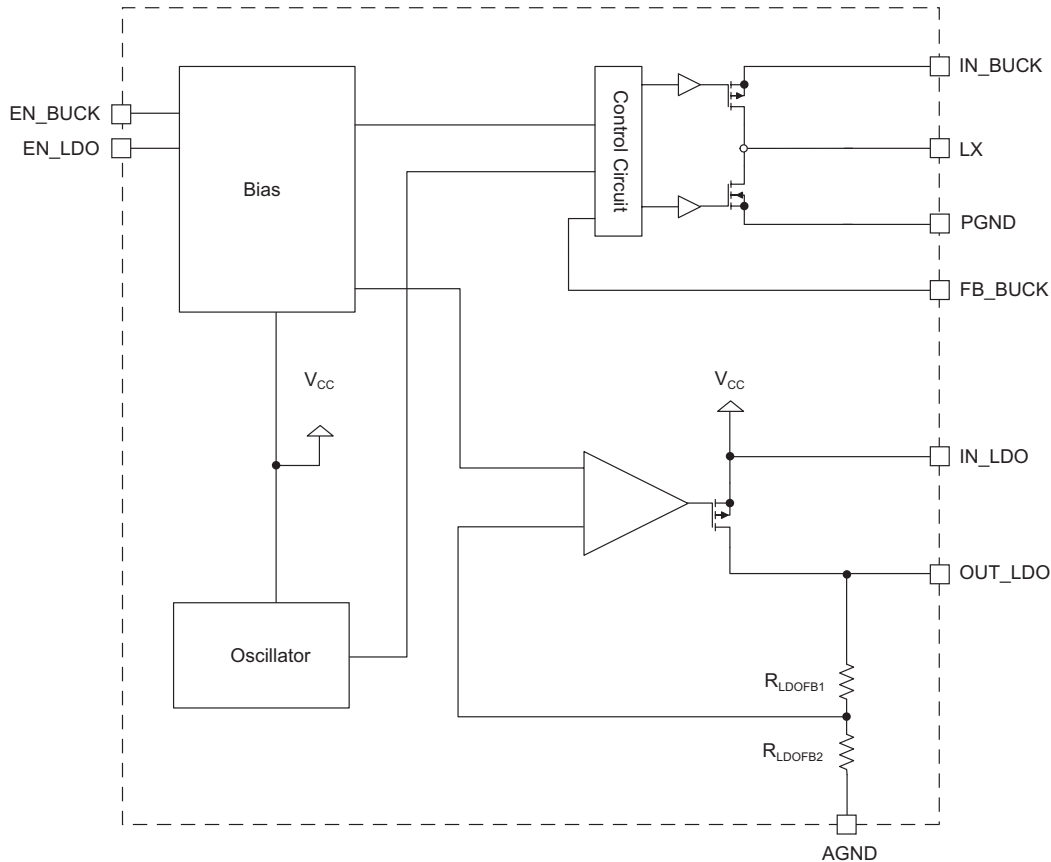 EN_BUCK
EN_LDO
Bias
Control Circuit
IN_BUCK
LX
PGND
FB_BUCK
VCC
VCC
IN_LDO
OUT_LDO
Oscillator
RLDOFB1
RLDOFB2
AGND